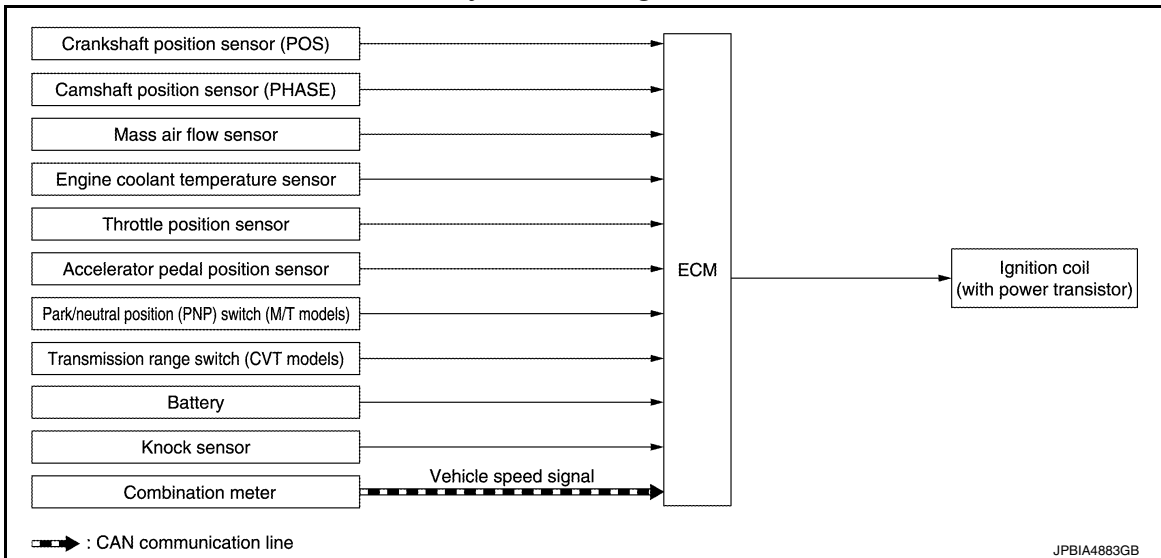 Crankshaft position sensor (POS)
Camshaft position sensor (PHASE)
Mass air flow sensor
Engine coolant temperature sensor
Throttle position sensor
Accelerator pedal position sensor
Park/neutral position (PNP) switch (M/T models)
Transmission range switch (CVT models)
Battery
Knock sensor
Combination meter
Vehicle speed signal
ECM
Ignition coil
(with power transistor)
: CAN communication line
JPBIA4883GB